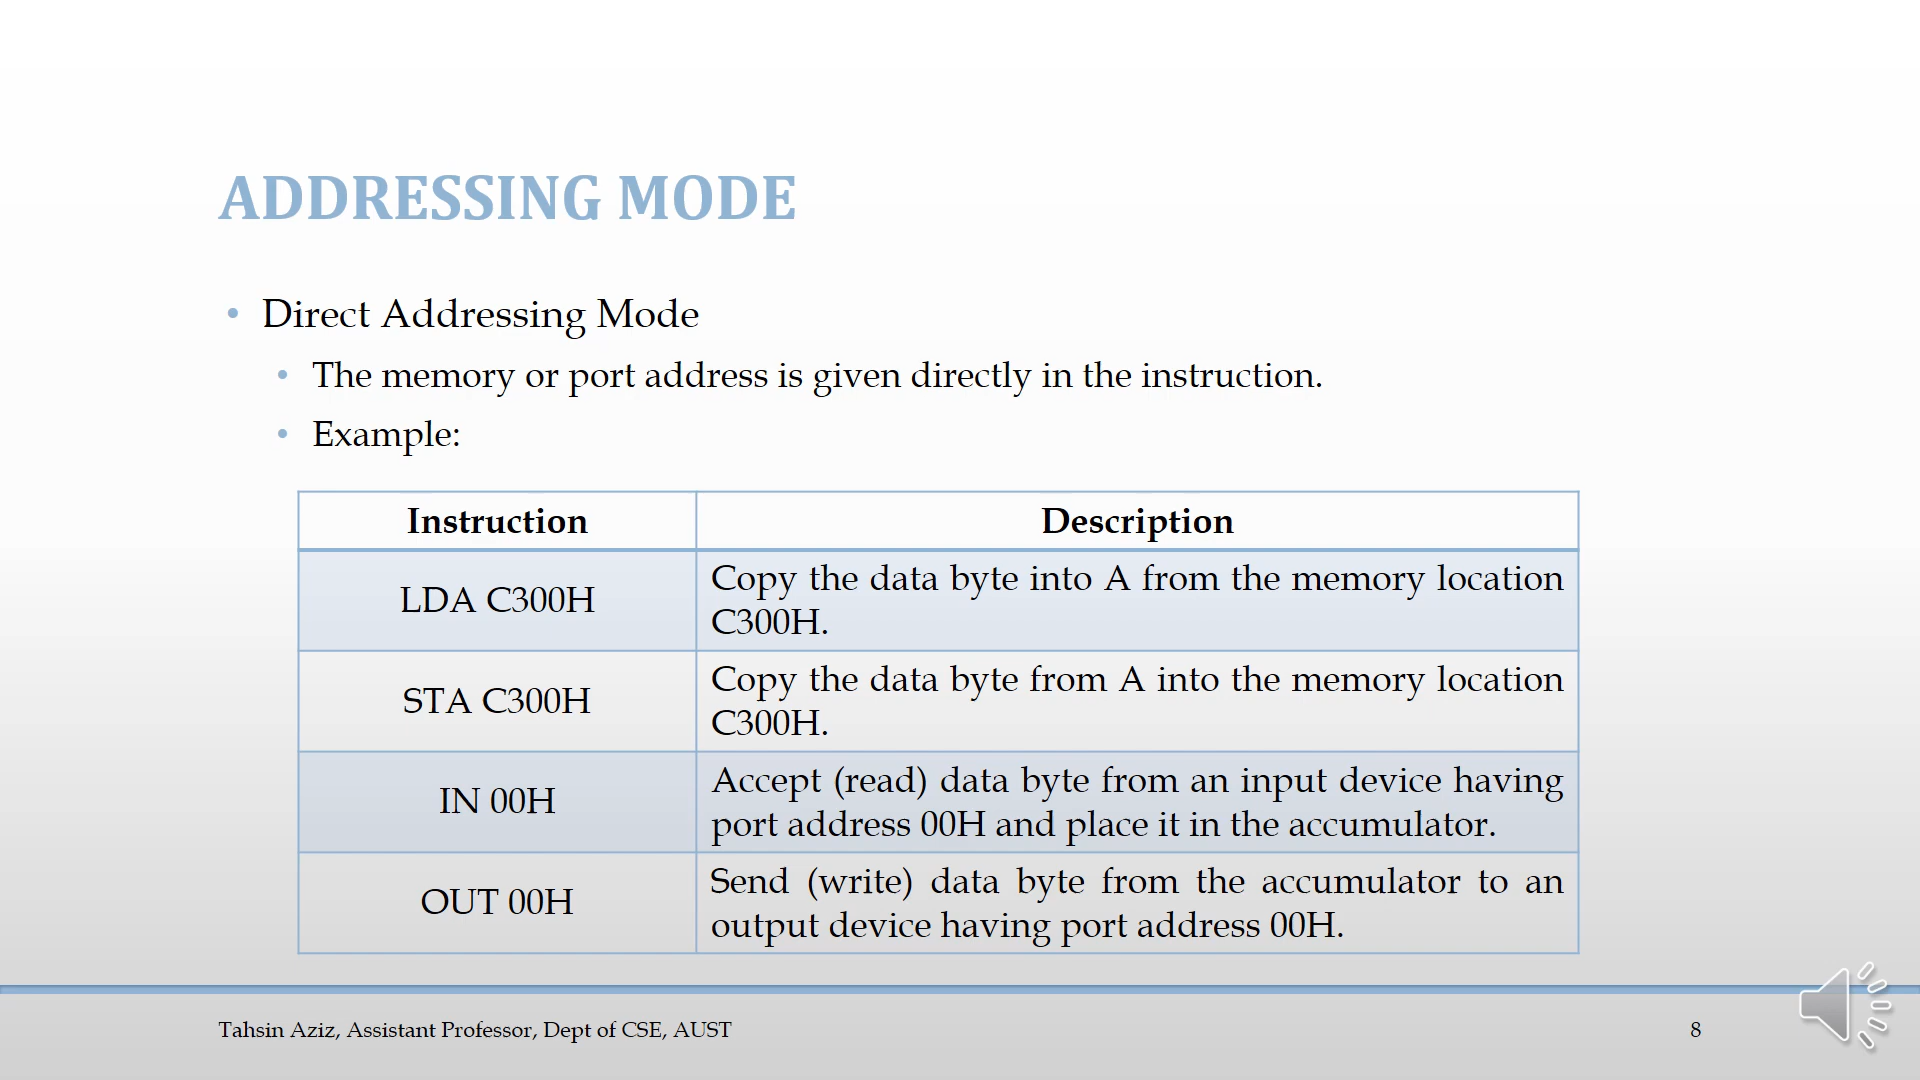 ADDRESSING MODE
• Direct Addressing Mode
• The memory or port address is given directly in the instruction.
• Example:
Instruction
Description
LDA C300H
Copy the data byte into A from the memory location
C300H.
STA C300H
Copy the data byte from A into the memory location
C300H.
IN 00H
Accept (read) data byte from an input device having
port address 00H and place it in the accumulator.
OUT 00H
Send (write) data byte from the accumulator to an
output device having port address 00H.
Tahsin Aziz, Assistant Professor, Dept of CSE, AUST
8